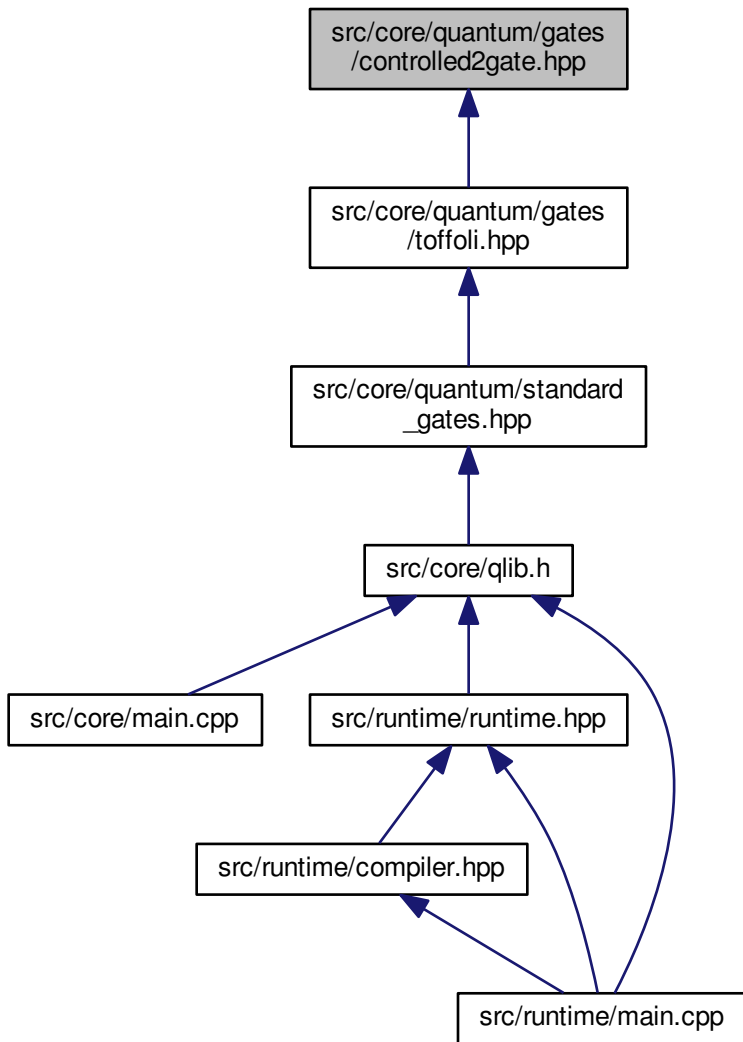 src/core/quantum/gates
/controlled2gate.hpp
src/core/quantum/gates
/toffoli.hpp
src/core/quantum/standard
_gates.hpp
src/core/qlib.h
src/core/main.cpp
src/runtime/runtime.hpp
src/runtime/compiler.hpp
src/runtime/main.cpp